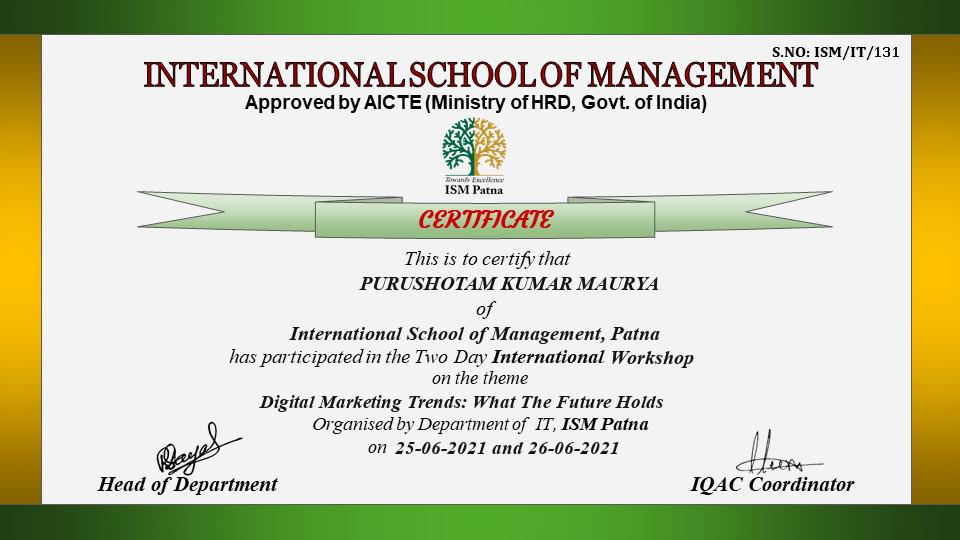 S.NO: ISM/IT/131
INTERNATIONAL SCHOOL OF MANAGEMENT
Approved by AICTE (Ministry of HRD, Govt. of India)
Towards Excellence
ISM Patna
CERTIFICATE
This is to certify that
PURUSHOTAM KUMAR MAURYA
of
International School of Management, Patna
has participated in the Two Day International Workshop
on the theme
Digital Marketing Trends: What The Future Holds
Organised by Department of IT, ISM Patna
on 25-06-2021 and 26-06-2021
Head of Department
IQAC Coordinator